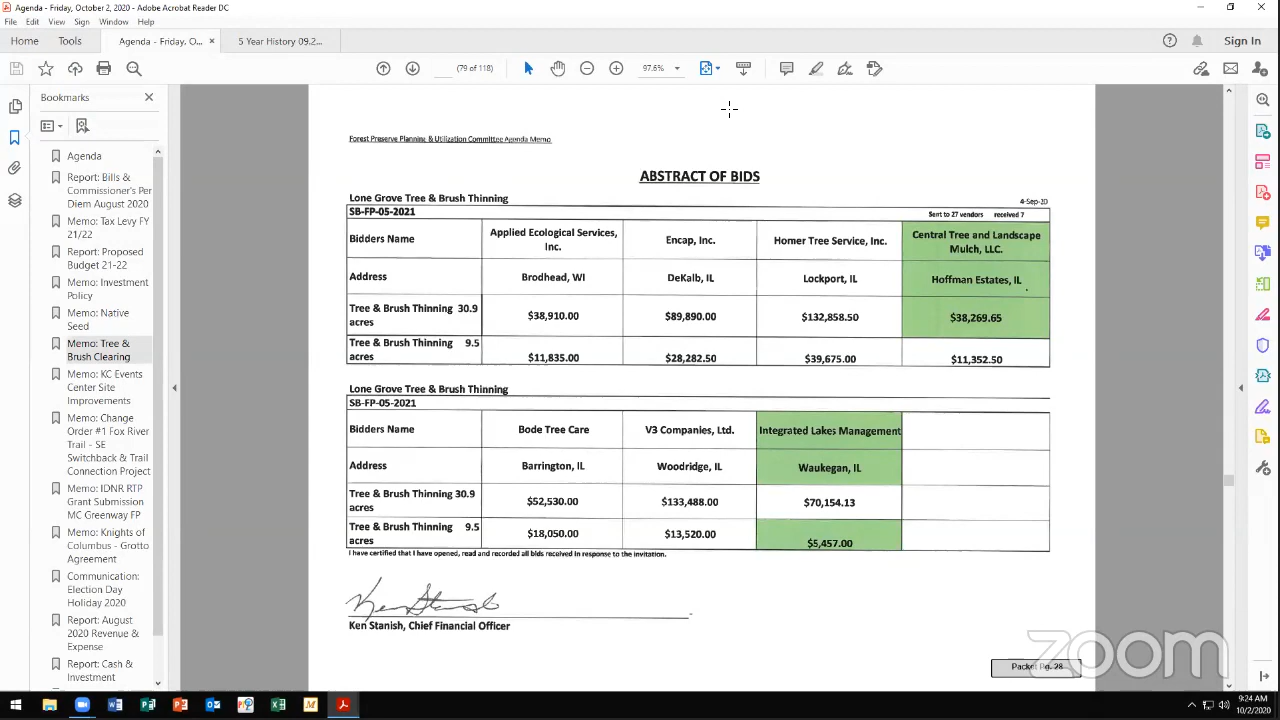 Agenda - Friday, October 2, 2020 - Adobe Acrobat Reader DC
File Edit View Sign Window Help
Home Tools Agenda - Friday, O... × 5 Year History 09.2... Sign In
(79 of 118) 97.6%
Bookmarks
Agenda
Report: Bills &
Commissioner's Per
Diem August 2020
Memo: Tax Levy FY
21/22
Report: Proposed
Budget 21-22
Memo: Investment
Policy
Memo: Native
Seed
Memo: Tree &
Brush Clearing
Memo: KC Events
Center Site
Improvements
Memo: Change
Order #1 Fox River
Trail - SE
Switchback & Trail
Connection Project
Memo: IDNR RTP
Grant Submission
MC Greenway FP
Memo: Knights of
Columbus - Grotto
Agreement
Communication:
Election Day
Holiday 2020
Report: August
2020 Revenue &
Expense
Report: Cash &
Investment
Forest Preserve Planning & Utilization Committee Agenda Memo
ABSTRACT OF BIDS
Lone Grove Tree & Brush Thinning 4-Sep-20
SB-FP-05-2021 Sent to 27 vendors received 7
Bidders Name Applied Ecological Services, Inc. Encap, Inc. Homer Tree Service, Inc. Central Tree and Landscape Mulch, LLC.
Address Brodhead, WI DeKalb, IL Lockport, IL Hoffman Estates, IL
Tree & Brush Thinning 30.9 acres $38,910.00 $89,890.00 $132,858.50 $38,269.65
Tree & Brush Thinning 9.5 acres $11,835.00 $28,282.50 $39,675.00 $11,352.50
Lone Grove Tree & Brush Thinning
SB-FP-05-2021
Bidders Name Bode Tree Care V3 Companies, Ltd. Integrated Lakes Management
Address Barrington, IL Woodridge, IL Waukegan, IL
Tree & Brush Thinning 30.9 acres $52,530.00 $133,488.00 $70,154.13
Tree & Brush Thinning 9.5 acres $18,050.00 $13,520.00 $5,457.00
I have certified that I have opened, read and recorded all bids received in response to the invitation.
Ken Stanish
Ken Stanish, Chief Financial Officer
Packet Pg. 28
zoom
9:24 AM
10/2/2020